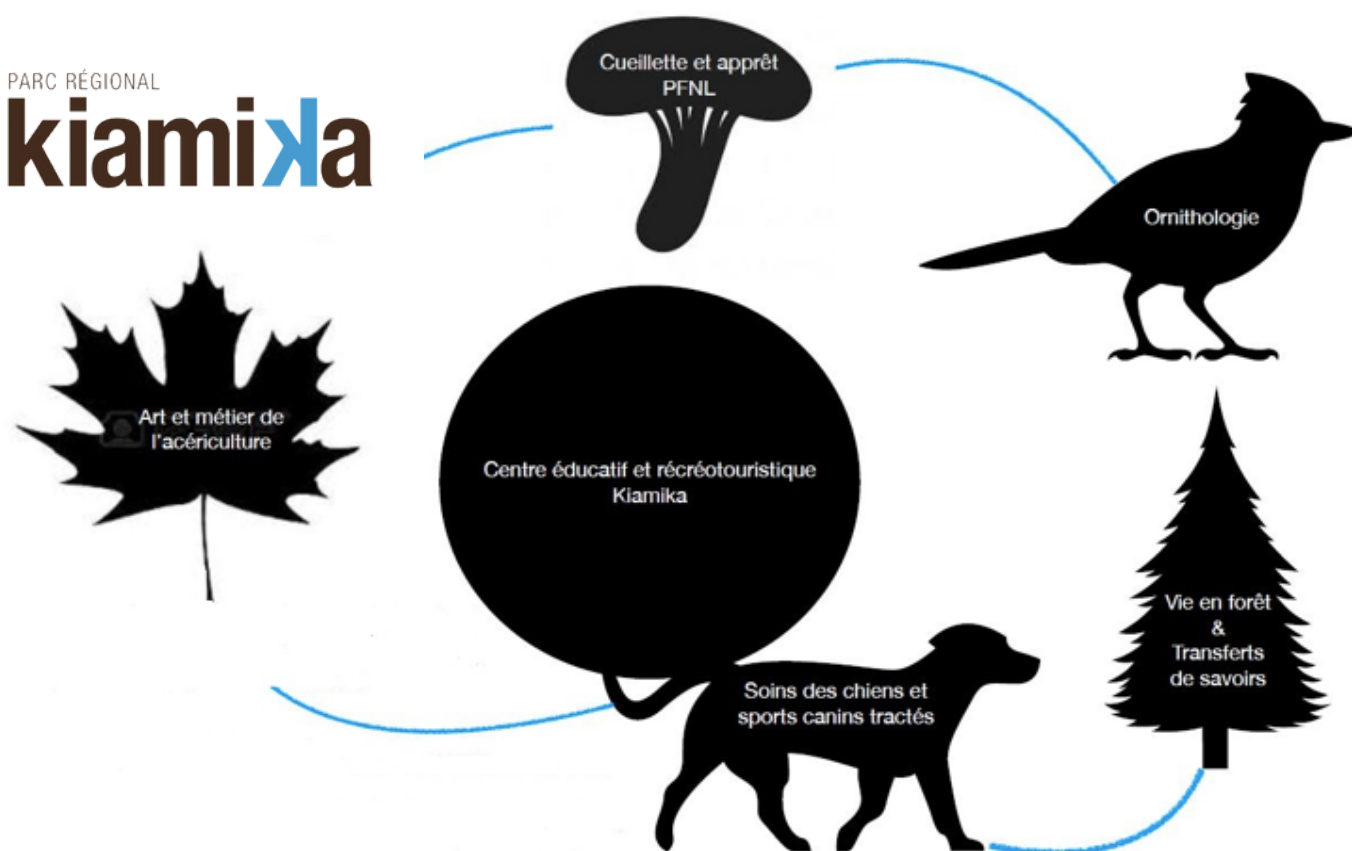 PARC RÉGIONAL
kiamika
Cueillette et apprêt
PFNL
Ornithologie
Art et métier de
l'acériculture
Centre éducatif et récréotouristique
Kiamika
Vie en forêt
&
Transferts
de savoirs
Soins des chiens et
sports canins tractés